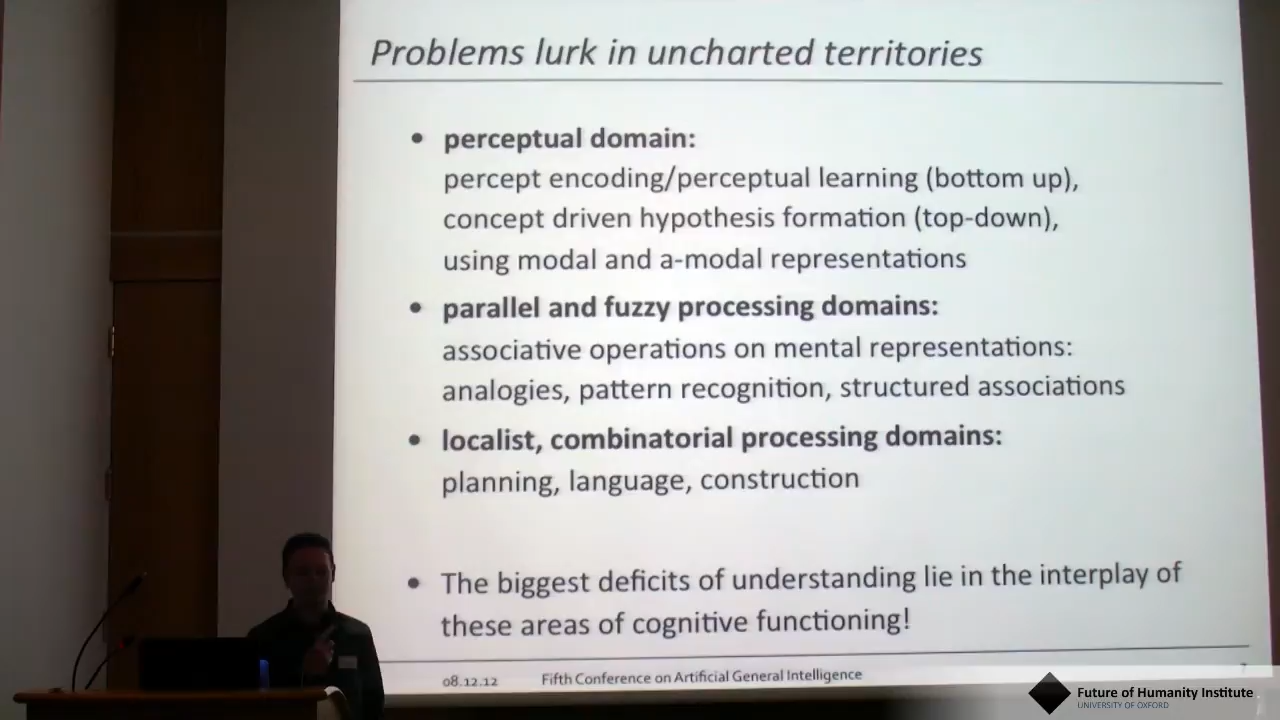 Problems lurk in uncharted territories
• perceptual domain:
percept encoding/perceptual learning (bottom up),
concept driven hypothesis formation (top-down),
using modal and a-modal representations
• parallel and fuzzy processing domains:
associative operations on mental representations:
analogies, pattern recognition, structured associations
• localist, combinatorial processing domains:
planning, language, construction
• The biggest deficits of understanding lie in the interplay of
these areas of cognitive functioning!
08.12.12 Fifth Conference on Artificial General Intelligence
Future of Humanity Institute
UNIVERSITY OF OXFORD